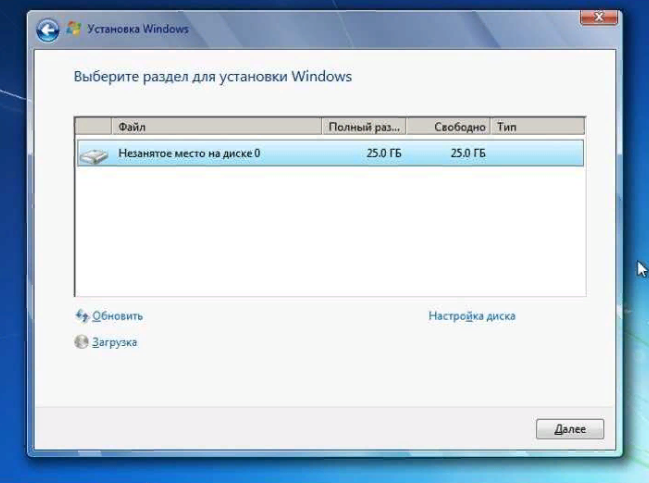 Установка Windows
Выберите раздел для установки Windows
Файл Полный раз... Свободно Тип
Незанятое место на диске 0 25.0 ГБ 25.0 ГБ
Обновить Настройка диска
Загрузка
Далее